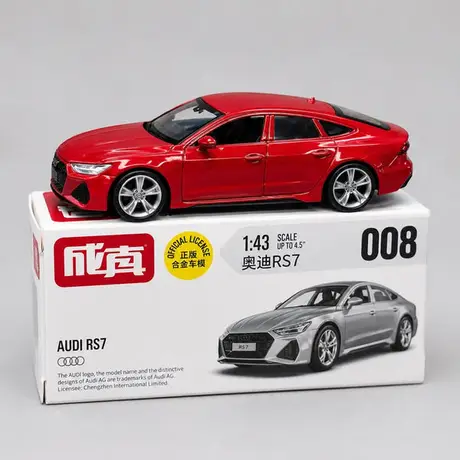 成真
OFFICIAL LICENSE
正版
合金车模
1:43 SCALE
UP TO 4.5"
奥迪RS7
008
AUDI RS7
The AUDI logo, the model name and the distinctive
designs of Audi AG are trademarks of Audi AG.
Licensee: Chengzhen International Limited.
RS7